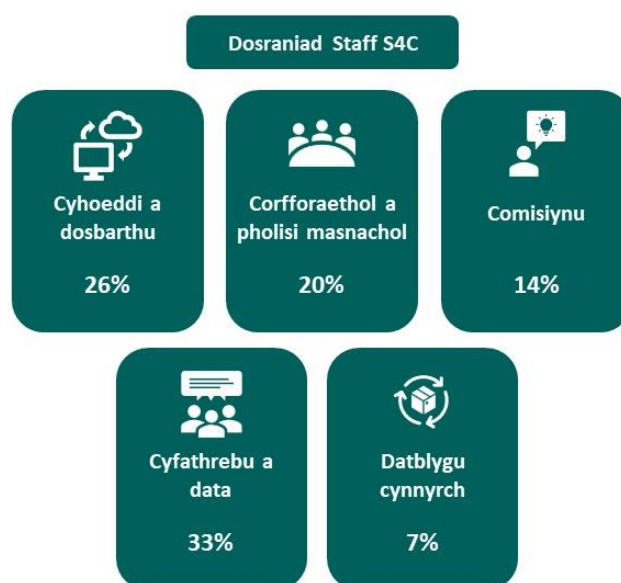 Dosraniad Staff S4C
Cyhoeddi a
dosbarthu
26%
Corfforaethol a
pholisi masnachol
20%
Comisiynu
14%
Cyfathrebu a
data
33%
Datblygu
cynnyrch
7%